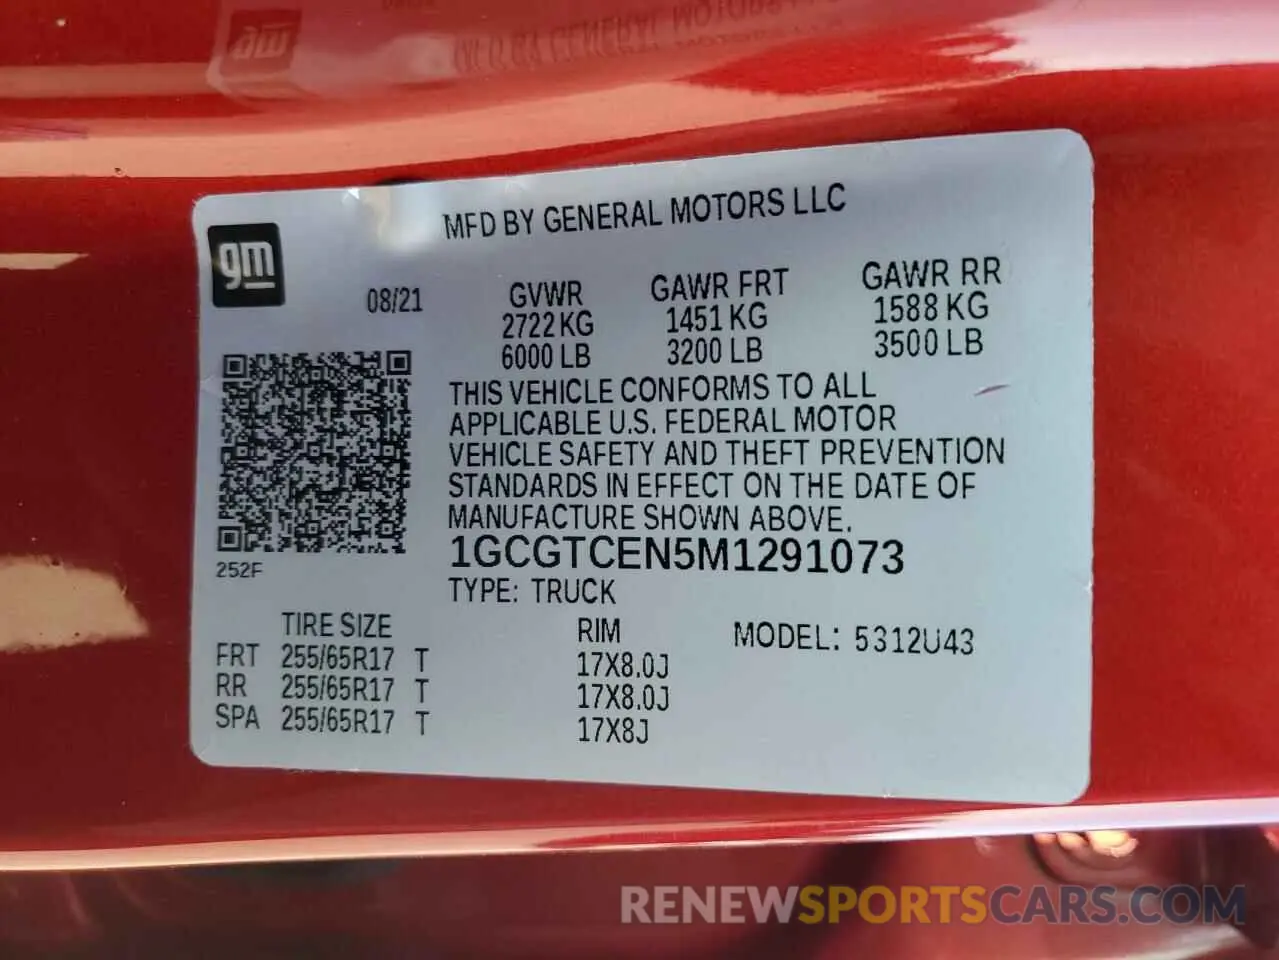 MFD BY GENERAL MOTORS LLC
gm
08/21
GVWR GAWR FRT GAWR RR
2722 KG 1451 KG 1588 KG
6000 LB 3200 LB 3500 LB
THIS VEHICLE CONFORMS TO ALL
APPLICABLE U.S. FEDERAL MOTOR
VEHICLE SAFETY AND THEFT PREVENTION
STANDARDS IN EFFECT ON THE DATE OF
MANUFACTURE SHOWN ABOVE.
1GCGTCEN5M1291073
252F
TYPE: TRUCK
TIRE SIZE RIM MODEL: 5312U43
FRT 255/65R17 T 17X8.0J
RR 255/65R17 T 17X8.0J
SPA 255/65R17 T 17X8J
RENEWSPORTSCARS.COM